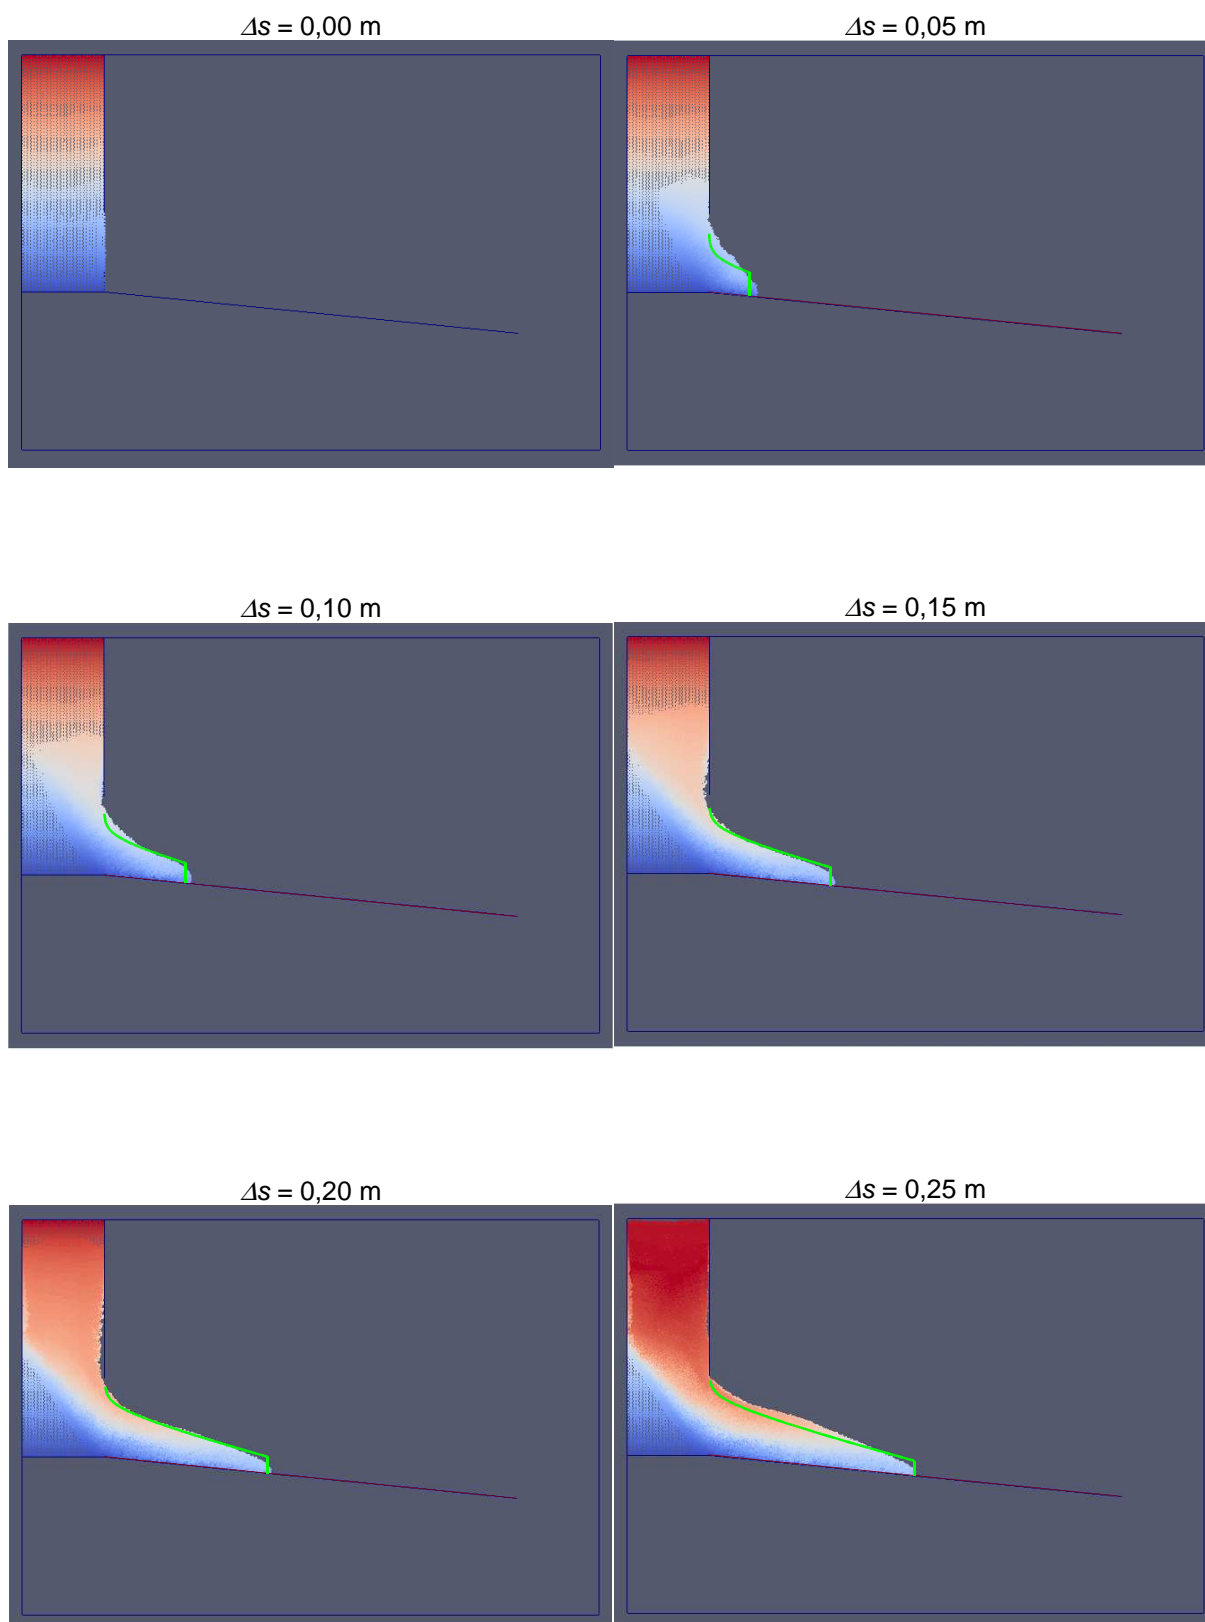 Δs = 0,00 m
Δs = 0,05 m
Δs = 0,10 m
Δs = 0,15 m
Δs = 0,20 m
Δs = 0,25 m